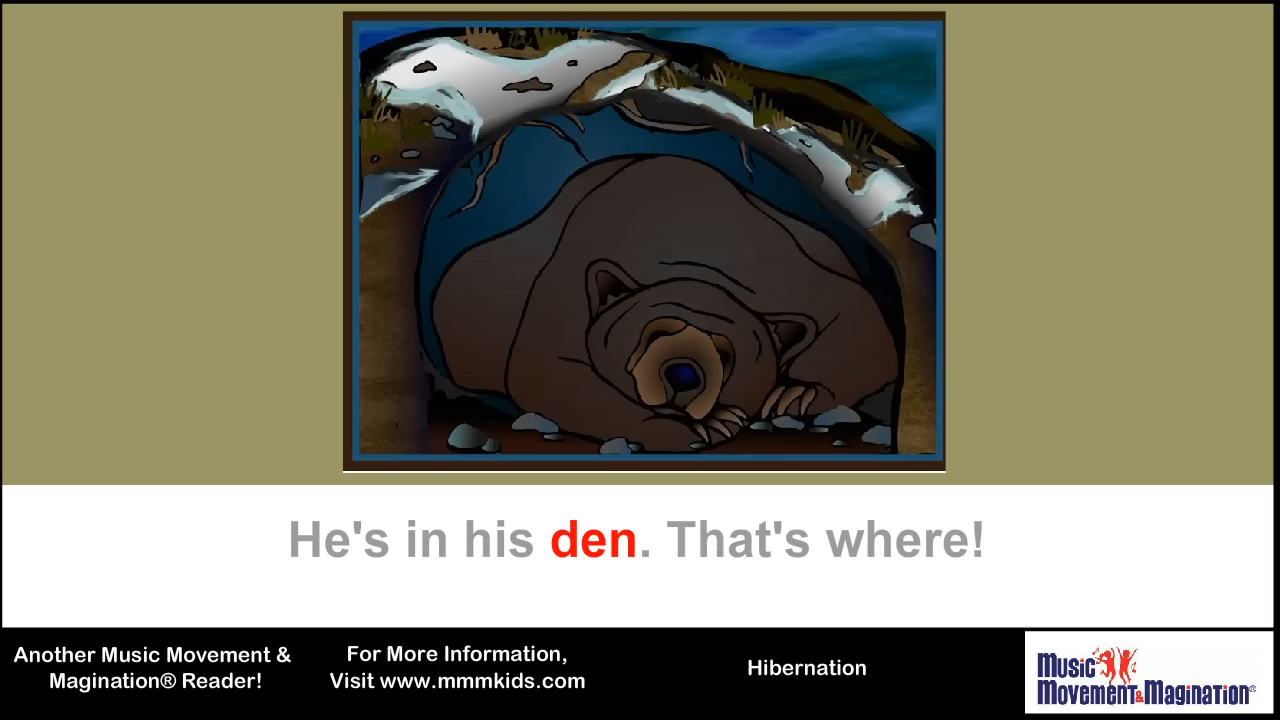 He's in his den. That's where!
Another Music Movement &
Magination® Reader!
For More Information,
Visit www.mmmkids.com
Hibernation
Music
Movement & Magination®